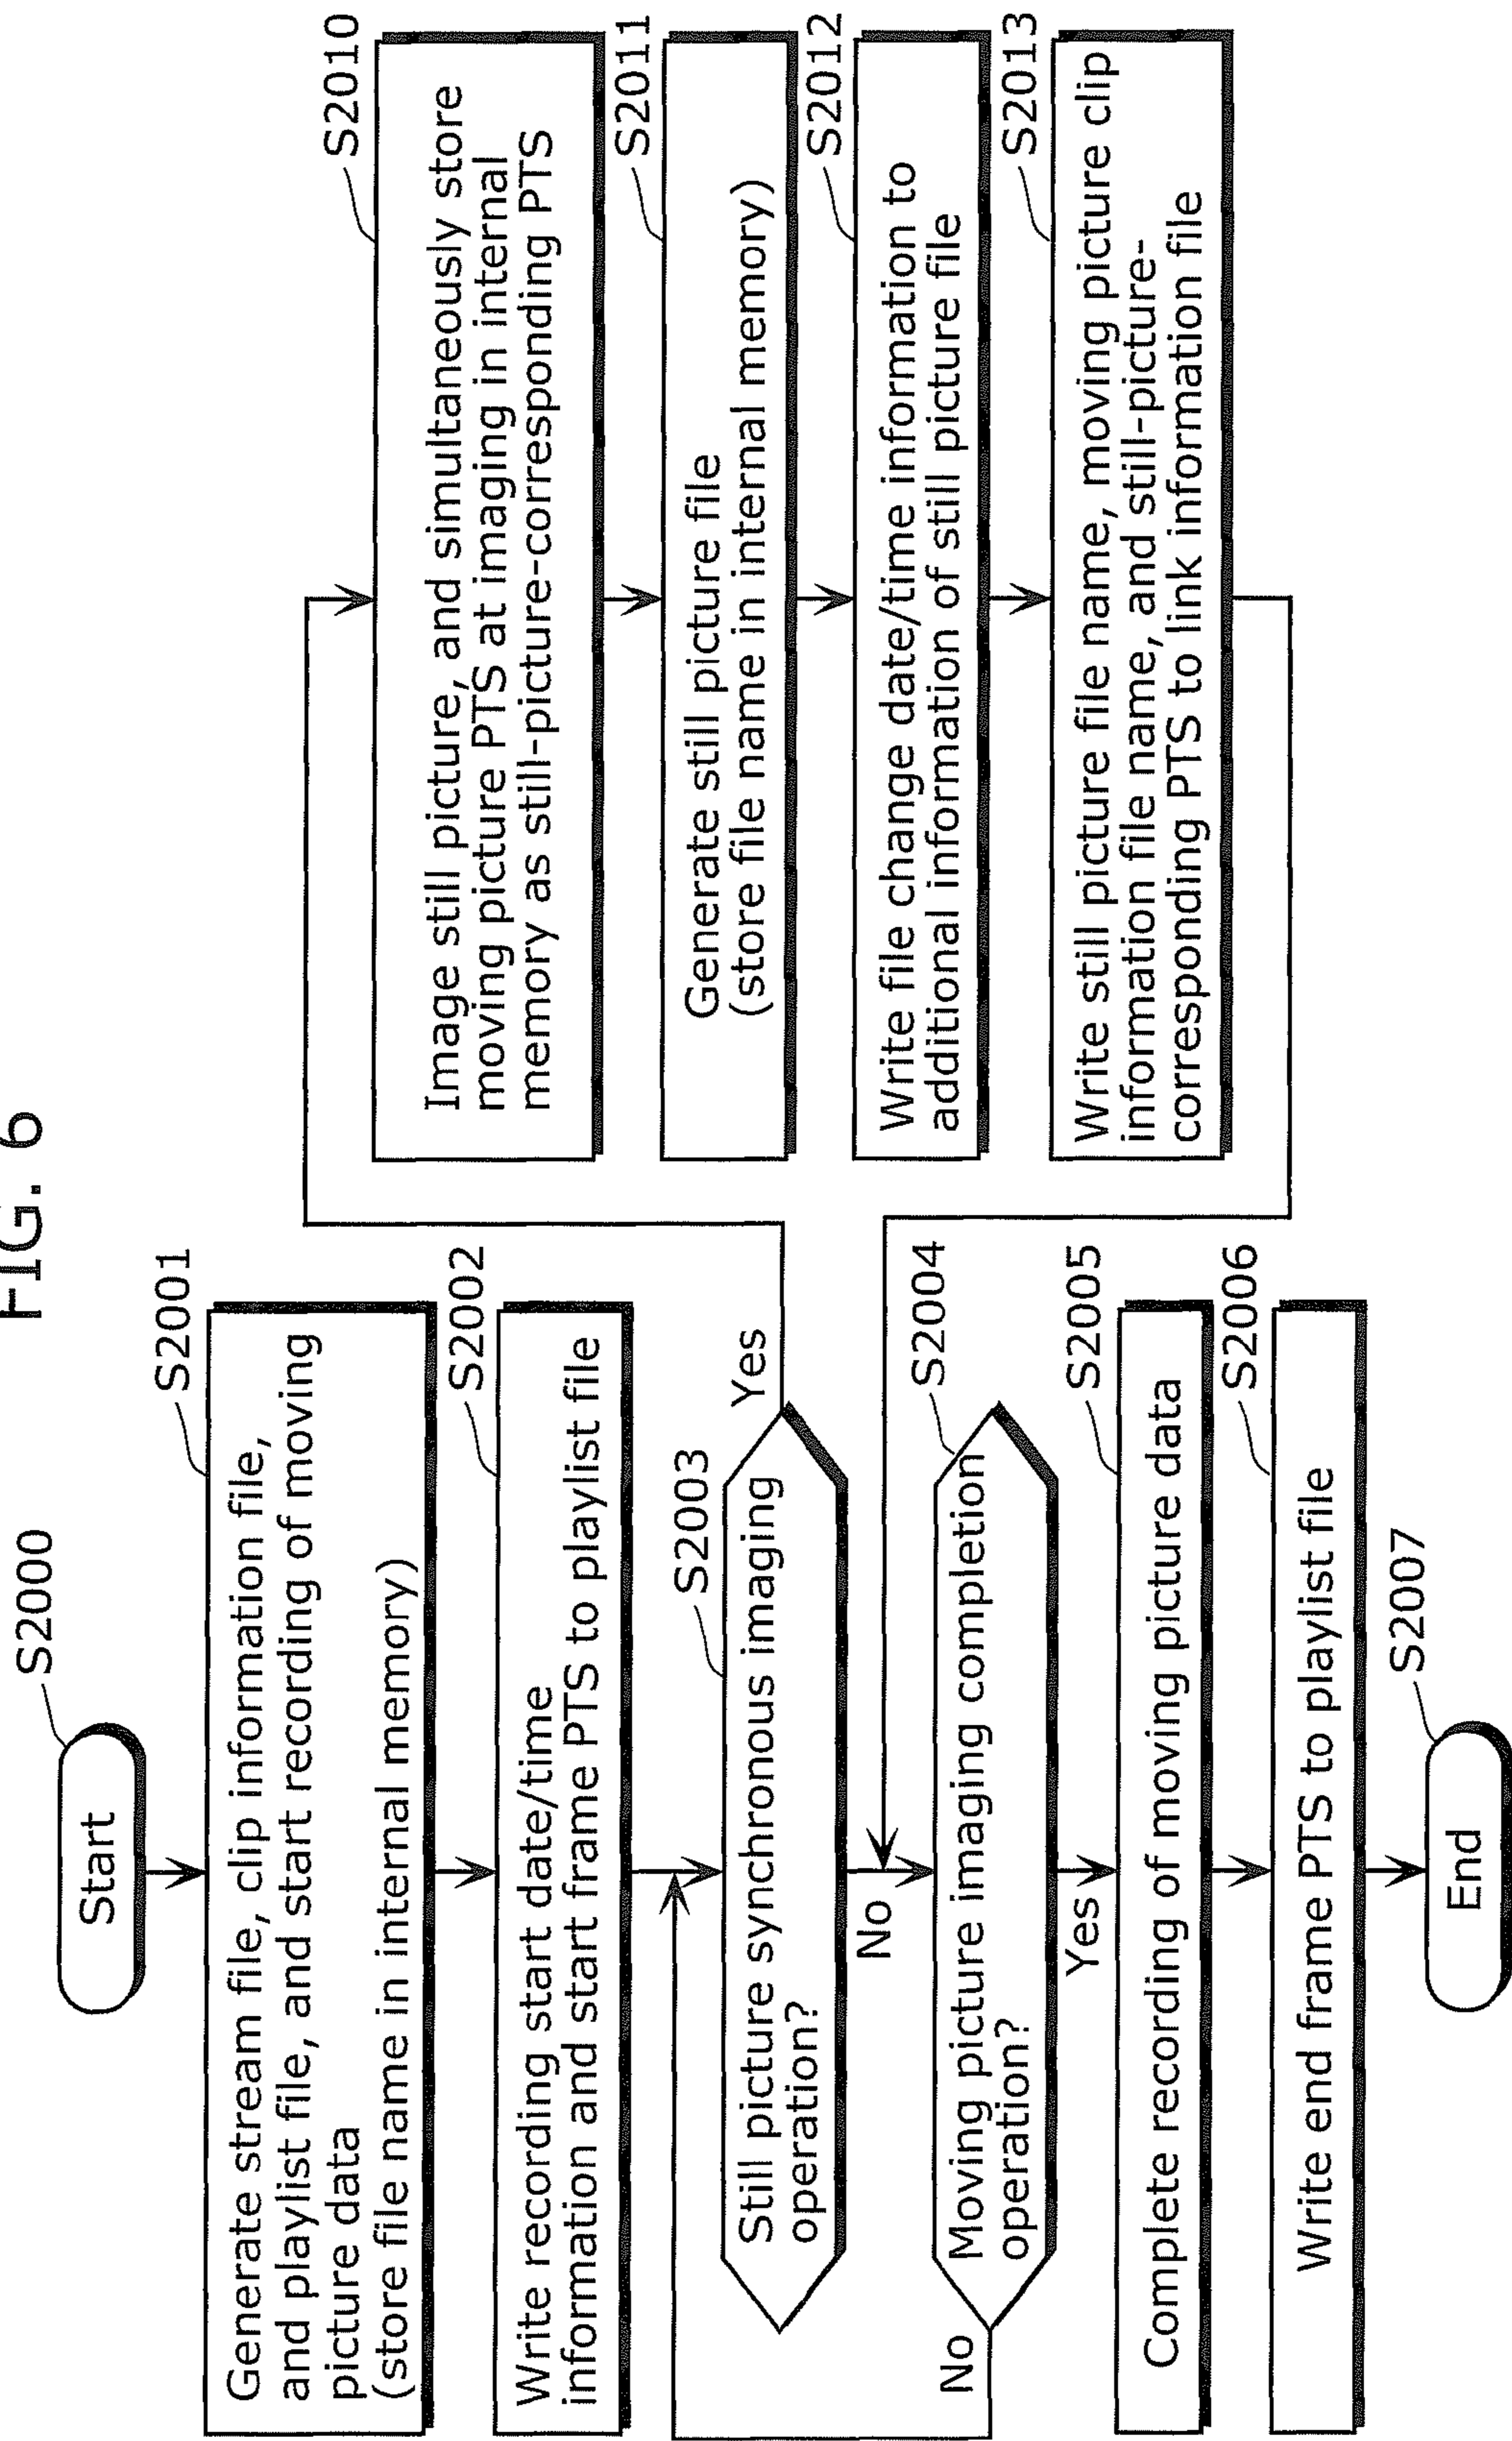 FIG. 6
S2000
Start
S2001
Generate stream file, clip information file,
and playlist file, and start recording of moving
picture data
(store file name in internal memory)
S2002
Write recording start date/time
information and start frame PTS to playlist file
S2003
Still picture synchronous imaging
operation?
Yes
No
S2004
Moving picture imaging completion
operation?
No
Yes
S2005
Complete recording of moving picture data
S2006
Write end frame PTS to playlist file
S2007
End
S2010
Image still picture, and simultaneously store
moving picture PTS at imaging in internal
memory as still-picture-corresponding PTS
S2011
Generate still picture file
(store file name in internal memory)
S2012
Write file change date/time information to
additional information of still picture file
S2013
Write still picture file name, moving picture clip
information file name, and still-picture-
corresponding PTS to link information file